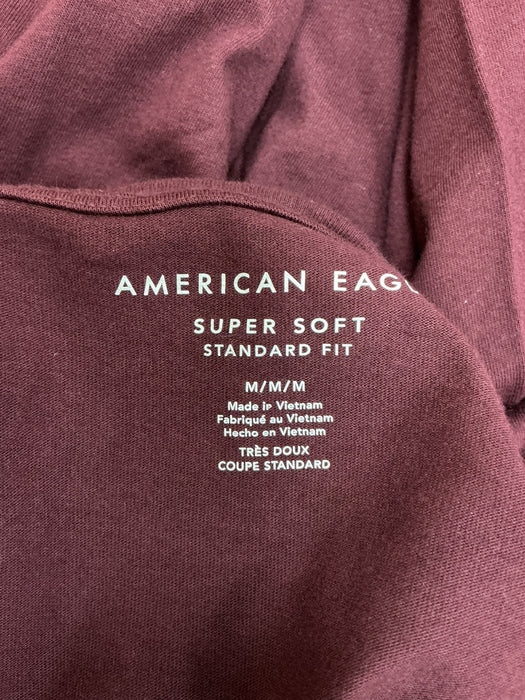 AMERICAN EAG
SUPER SOFT
STANDARD FIT
M/M/M
Made in Vietnam
Fabriqué au Vietnam
Hecho en Vietnam
TRÈS DOUX
COUPE STANDARD